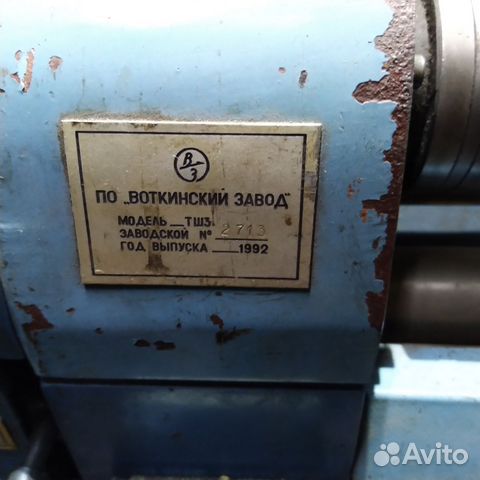 В/З
ПО „ВОТКИНСКИЙ ЗАВОД"
МОДЕЛЬ ТШ3
ЗАВОДСКОЙ № 2713
ГОД ВЫПУСКА 1992
Avito